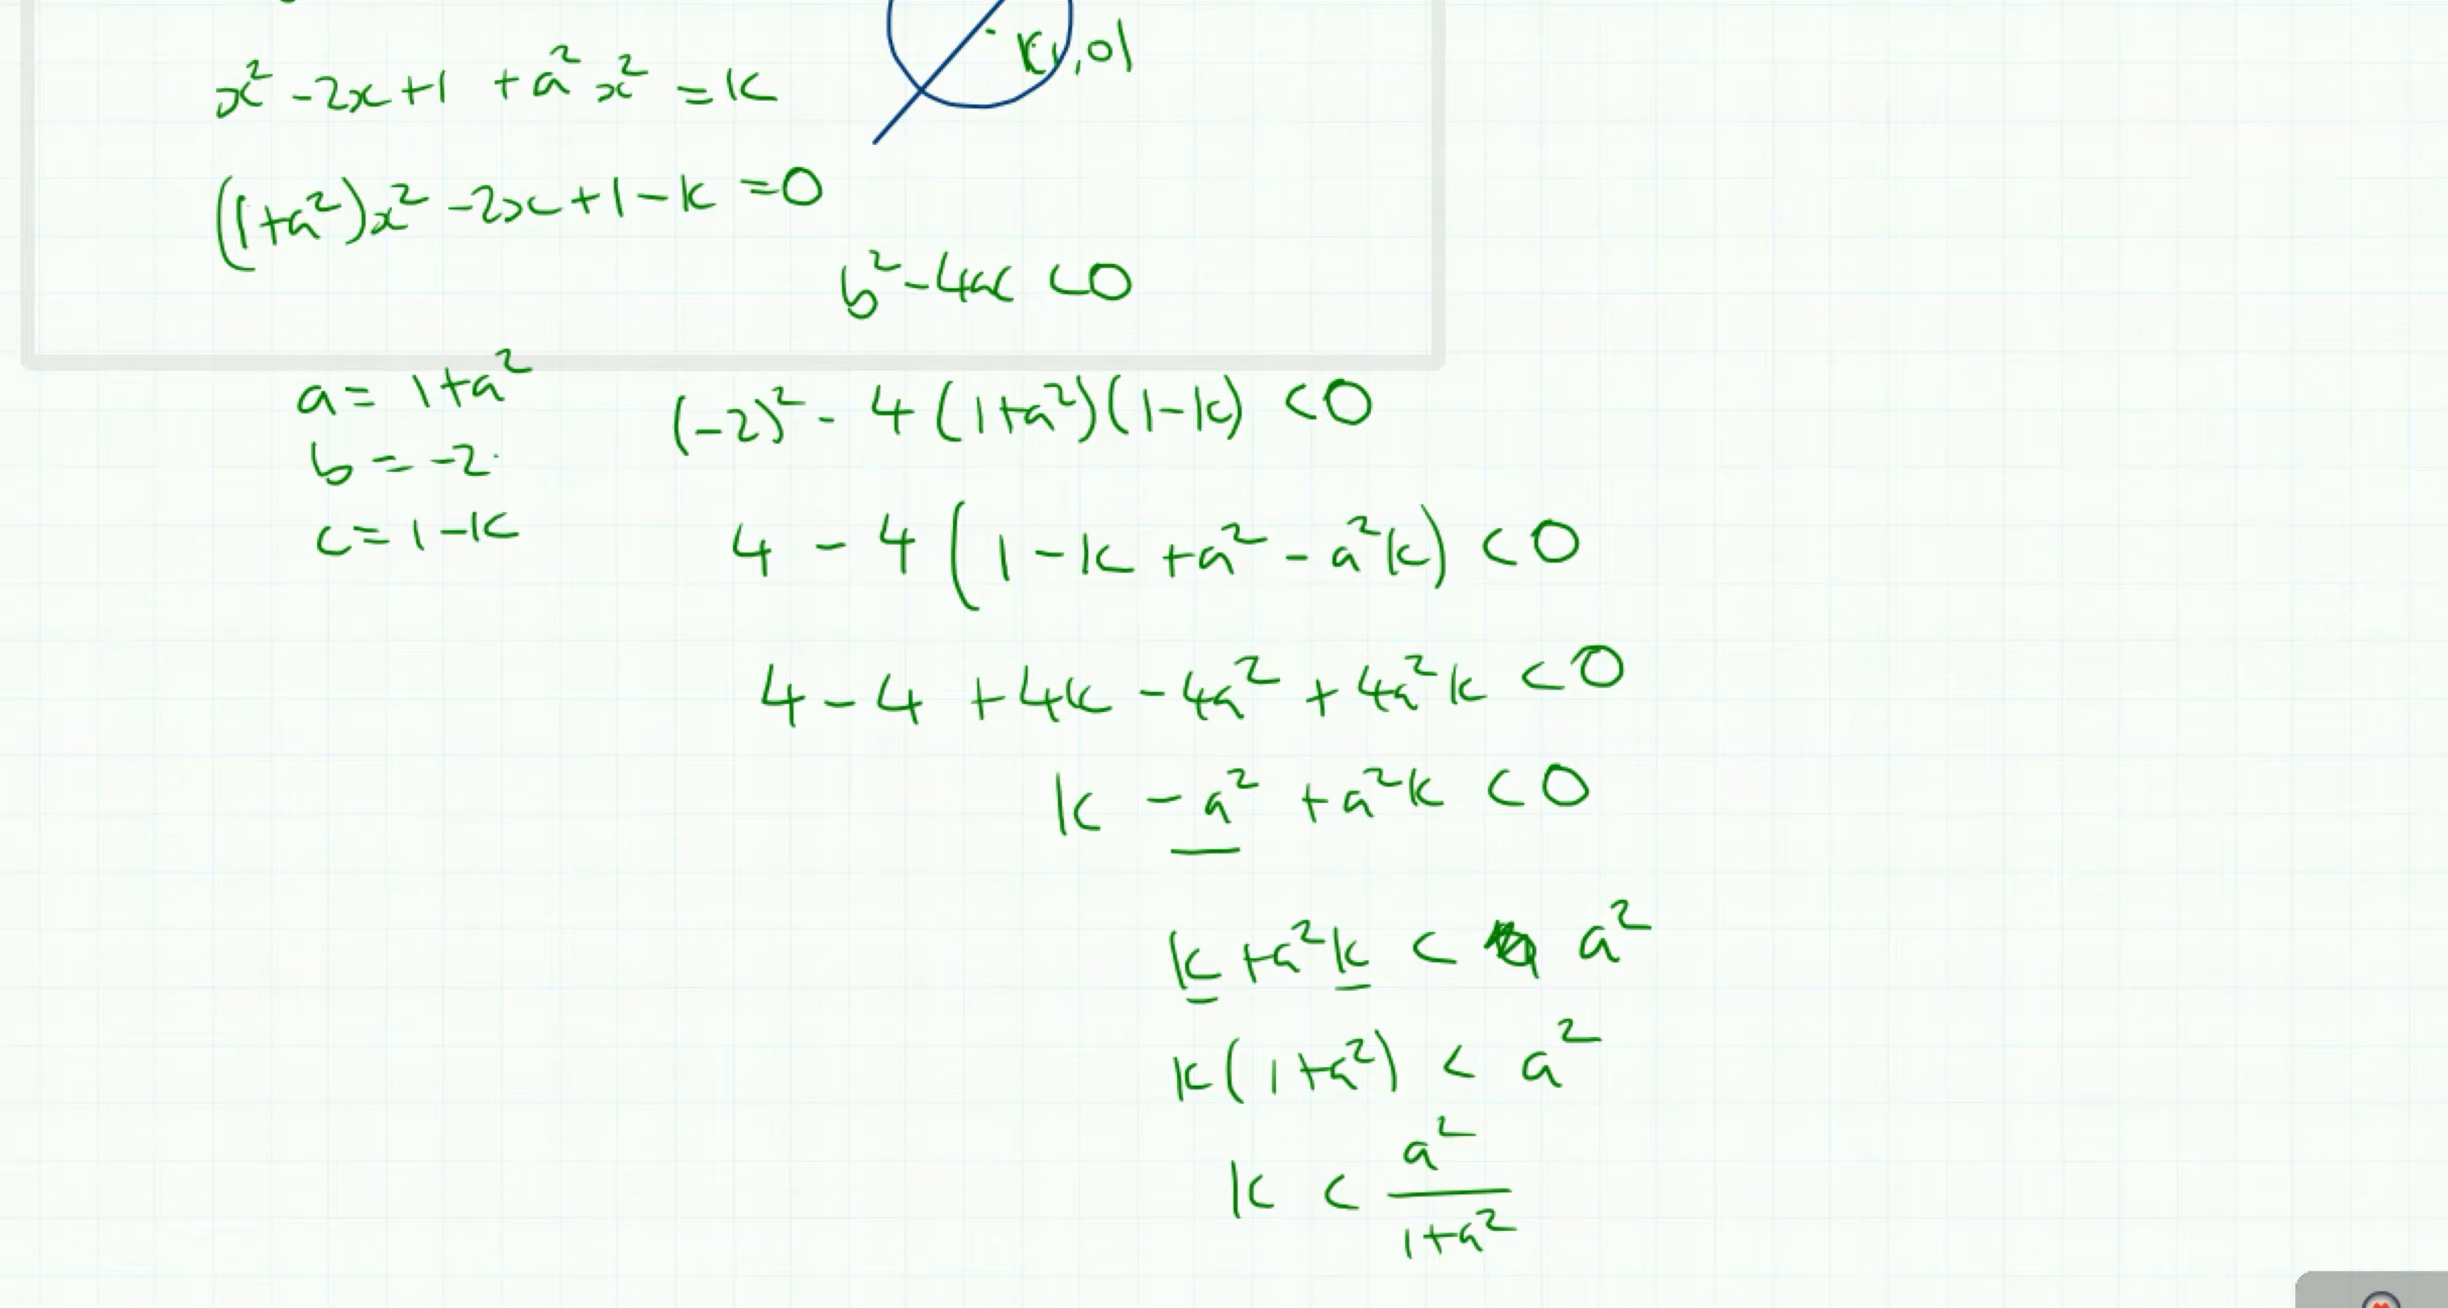 x² - 2x + 1 + a²x² = k
(1,0)
(1+a²)x² - 2x + 1 - k = 0
b² - 4ac < 0
a = 1+a²
b = -2
c = 1-k
(-2)² - 4(1+a²)(1-k) < 0
4 - 4(1 - k + a² - a²k) < 0
4 - 4 + 4k - 4a² + 4a²k < 0
k - a² + a²k < 0
k + a²k < a²
k(1+a²) < a²
k < a²/(1+a²)